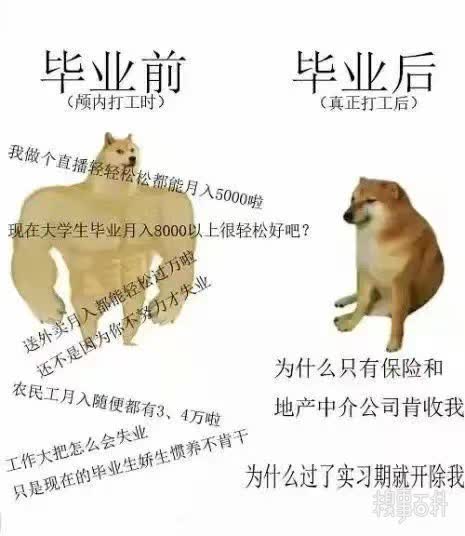 毕业前
（颅内打工时）
我做个直播轻轻松松都能月入5000啦
现在大学生毕业月入8000以上很轻松好吧？
送外卖月入都能轻松过万啦
还不是因为你不努力才失业
农民工月入随便都有3、4万啦
工作大把怎么会失业
只是现在的毕业生娇生惯养不肯干
毕业后
（真正打工后）
为什么只有保险和
地产中介公司肯收我
为什么过了实习期就开除我
糗事百科